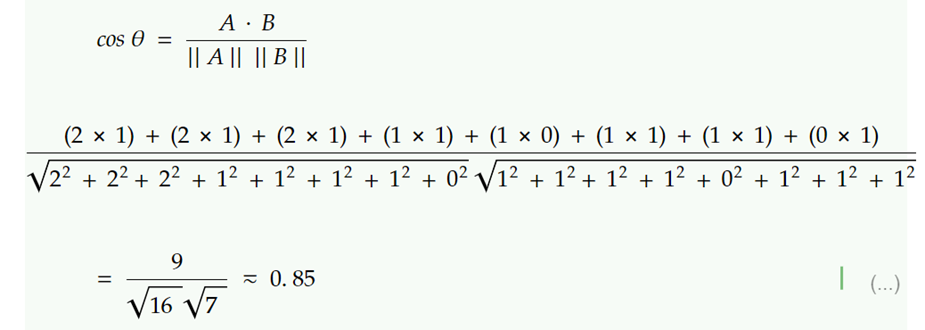 cos θ = A · B / || A || || B ||
(2 × 1) + (2 × 1) + (2 × 1) + (1 × 1) + (1 × 0) + (1 × 1) + (1 × 1) + (0 × 1) / √2² + 2² + 2² + 1² + 1² + 1² + 1² + 0² √1² + 1² + 1² + 1² + 0² + 1² + 1² + 1²
= 9 / √16 √7 ≈ 0.85 | (...)